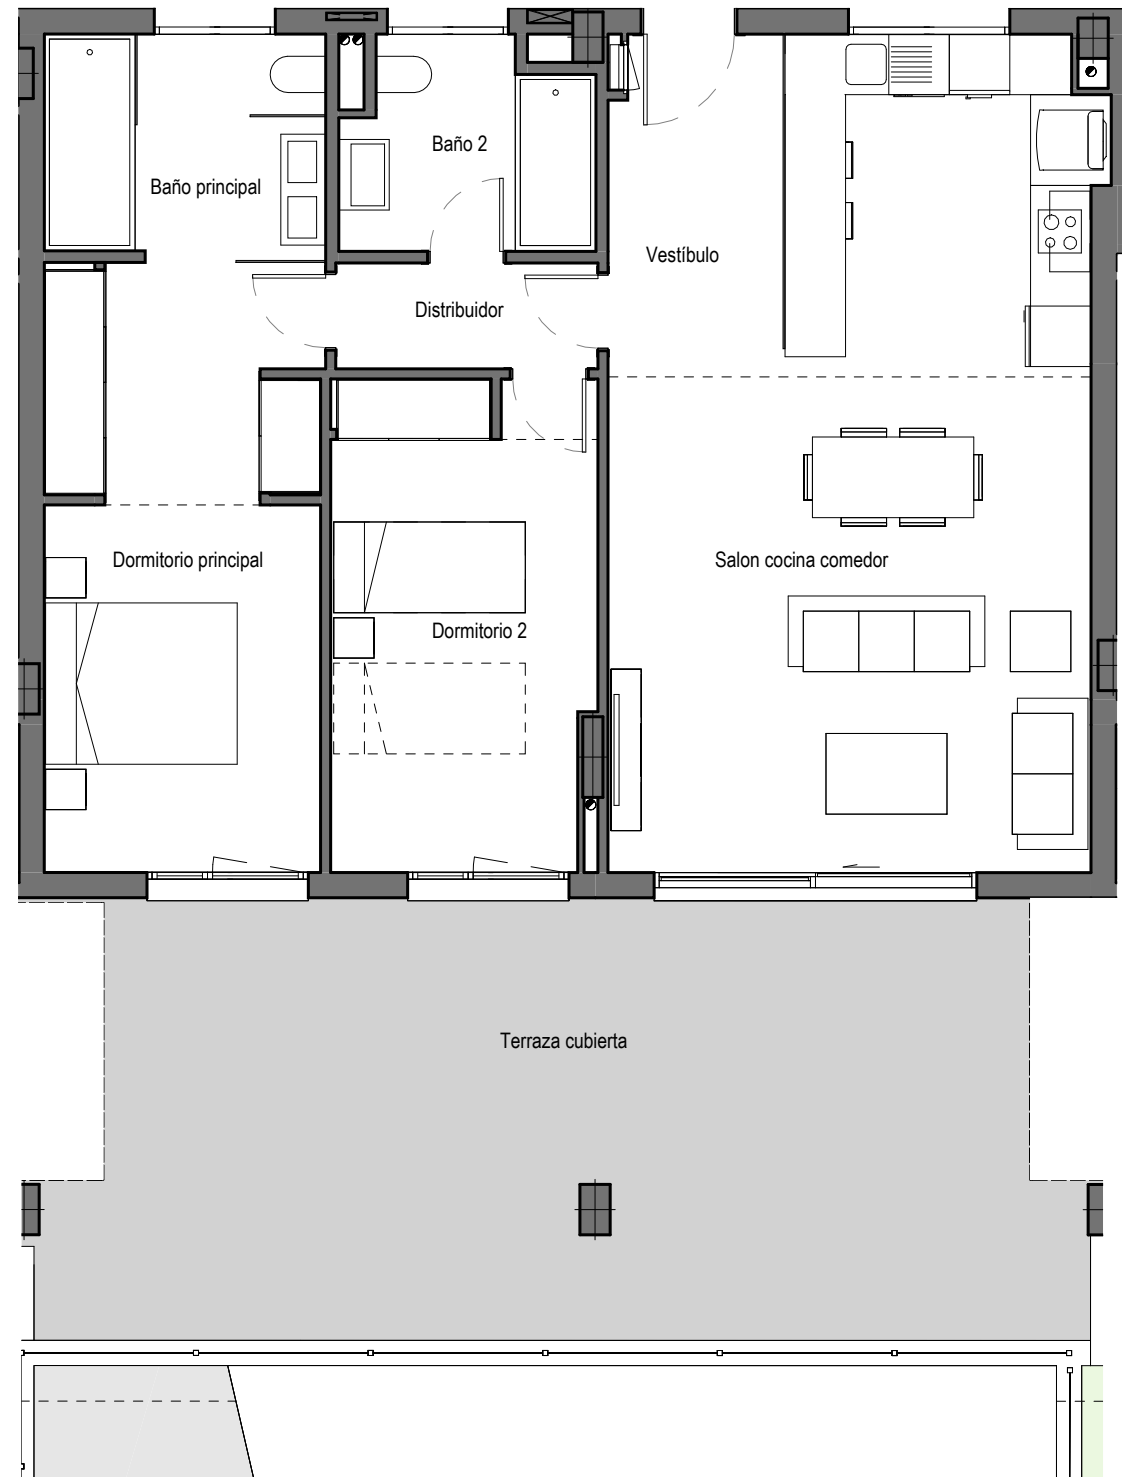 Baño 2
Baño principal
Vestíbulo
Distribuidor
Dormitorio principal
Salon cocina comedor
Dormitorio 2
Terraza cubierta